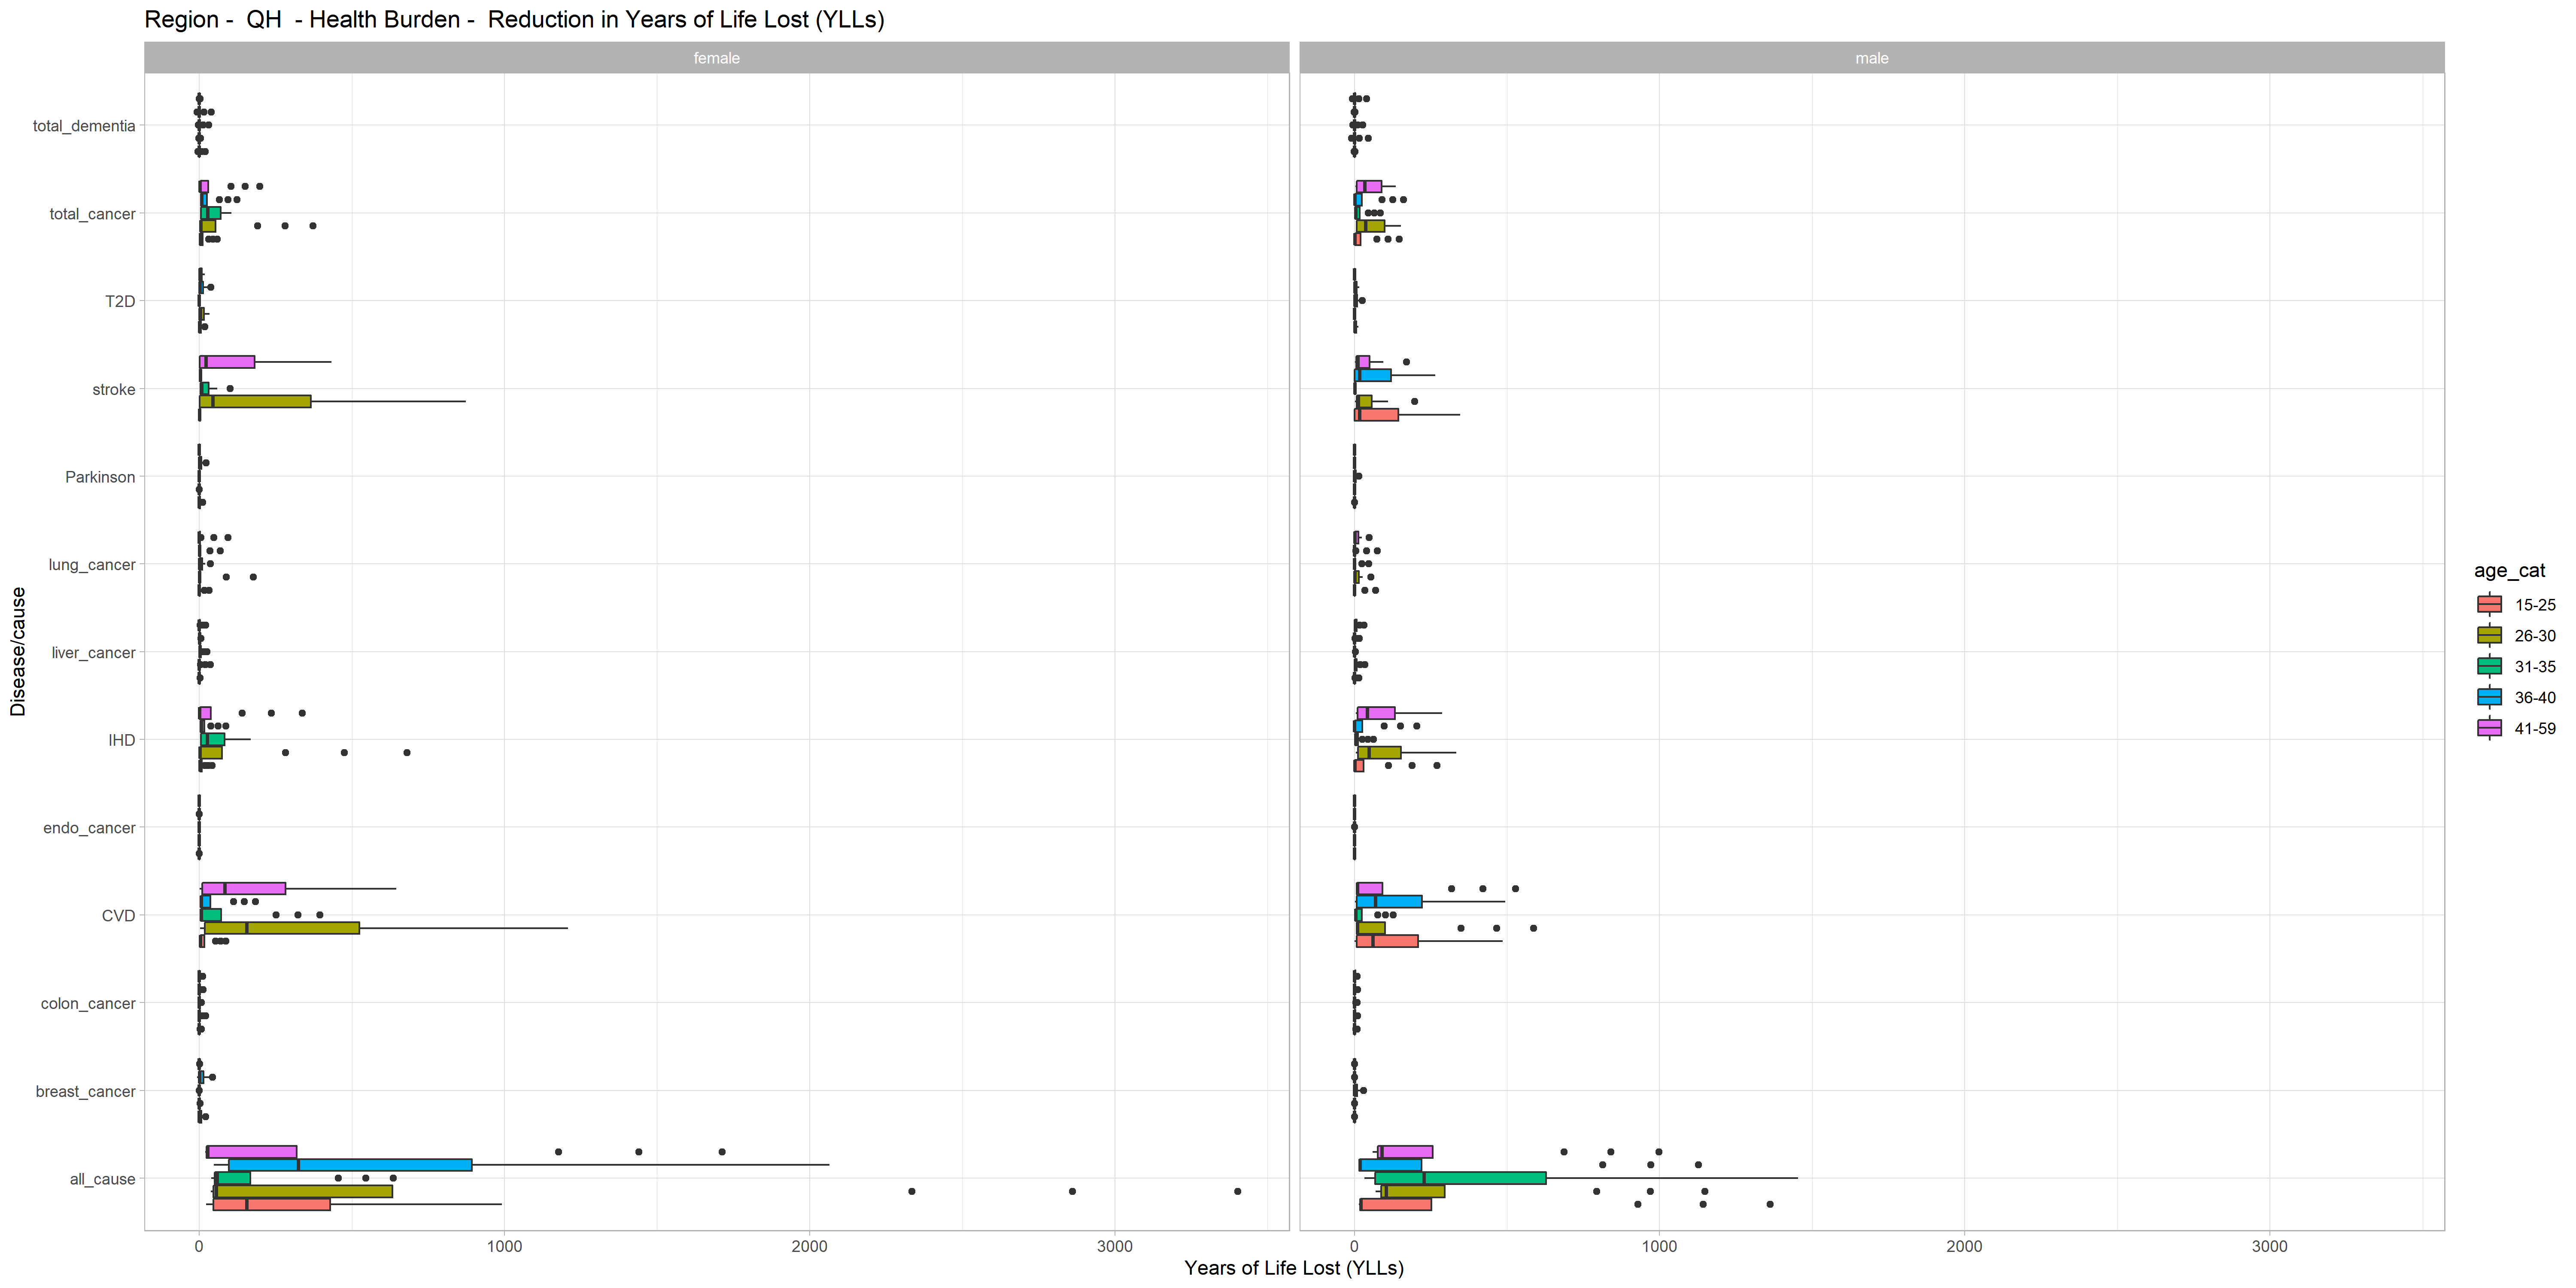 Region -  QH  - Health Burden -  Reduction in Years of Life Lost (YLLs)
female
male
Disease/cause
total_dementia
total_cancer
T2D
stroke
Parkinson
lung_cancer
liver_cancer
IHD
endo_cancer
CVD
colon_cancer
breast_cancer
all_cause
0 1000 2000 3000
0 1000 2000 3000
Years of Life Lost (YLLs)
age_cat
15-25
26-30
31-35
36-40
41-59